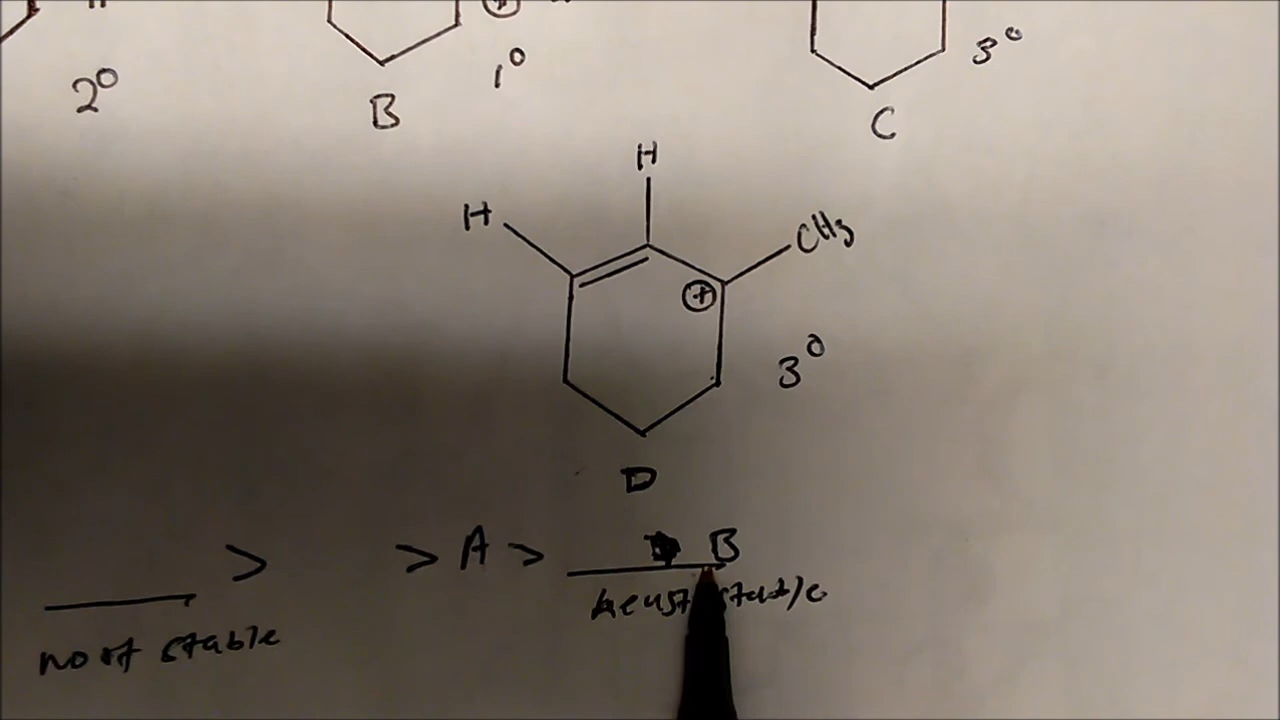 2° 1° 3°
B C
H
H CH3
+
3°
D
> > A > B
most stable least stable